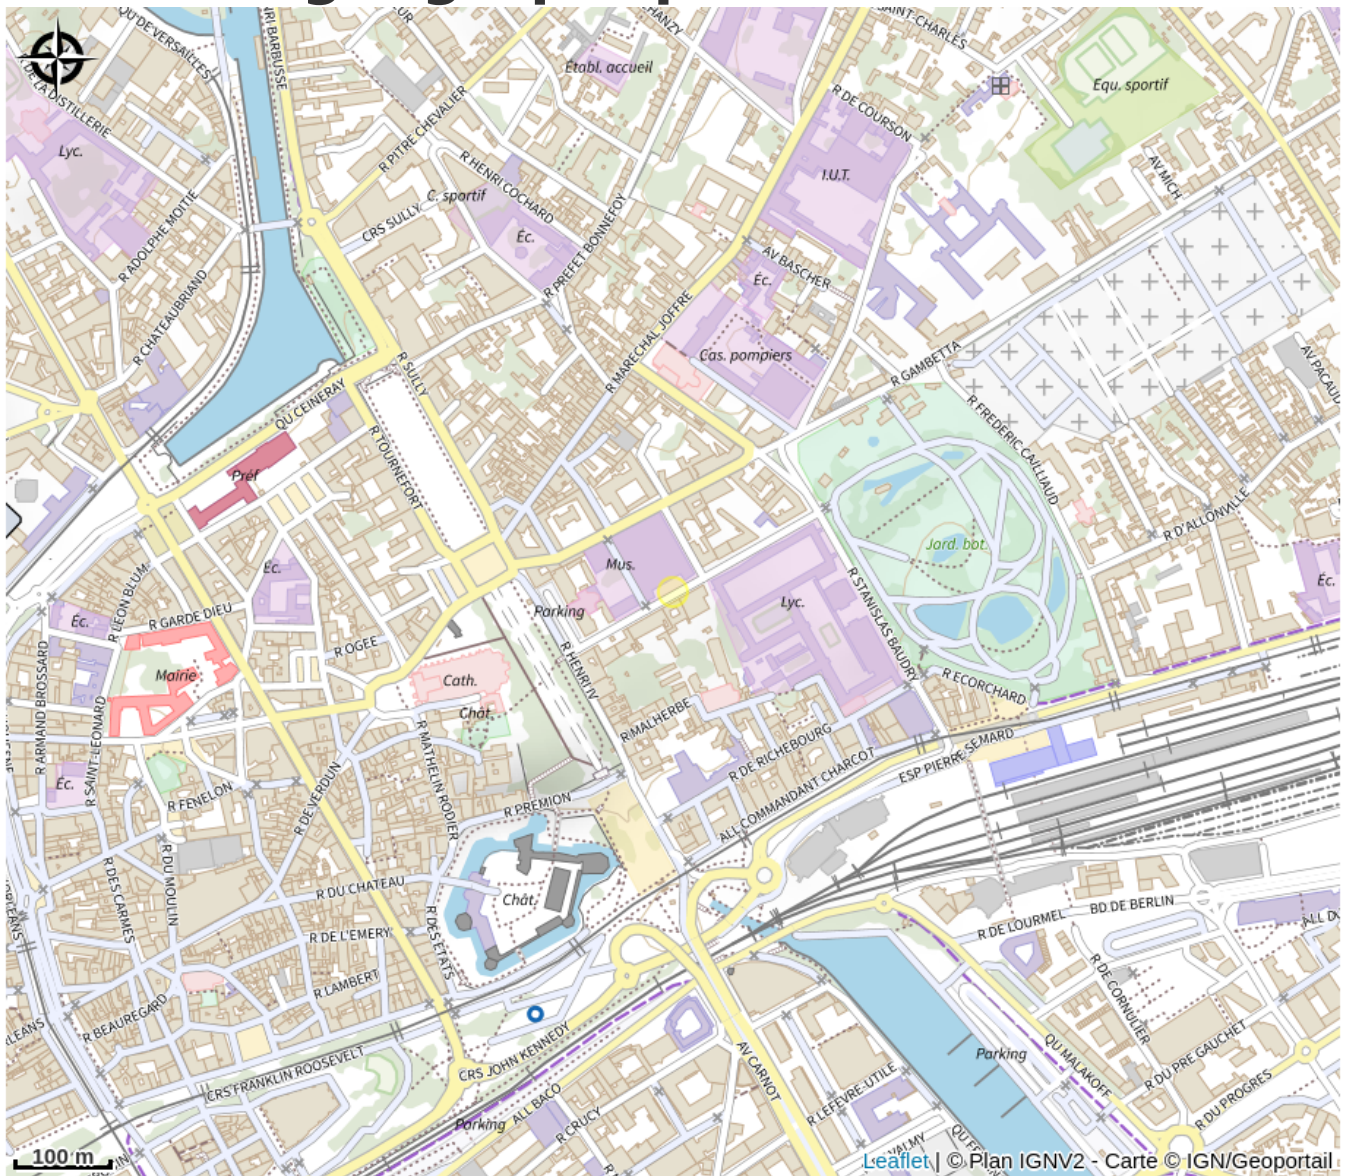 QU DE VERSAILLES
HENRI BARBUSSE
SAINT-CHARLES
Établ. accueil
Equ. sportif
DE LA DISTILLERIE
R PITRE CHEVALIER
R DE COURSON
Lyc.
R HENRI COCHARD
I.U.T.
AV MICH
C. sportif
R ADOLPHE MOITIE
CRS SULLY
Éc.
R PREFET BONNEFOY
AV BASCHER
Éc.
R CHATEAUBRIAND
R MARECHAL JOFFRE
Cas. pompiers
R SULLY
R GAMBETTA
AV PACAUD
QU CEINERAY
R FREDERIC CAILLIAUD
R TOURNEFORT
Préf
R D'ALLONVILLE
Jard. bot.
Mus.
Éc.
Éc.
R LEON BLUM
Lyc.
R STANISLAS BAUDRY
Parking
R GARDE DIEU
Éc.
R OGEE
R HENRI IV
Mairie
Cath.
R ECORCHARD
R ARMAND BROSSARD
R SAINT-LEONARD
Chât.
R MALHERBE
R MATHELIN RODIER
R DE RICHEBOURG
ESP PIERRE SEMARD
Éc.
R FENELON
R DE VERDUN
R PREMION
ALL COMMANDANT CHARCOT
R DES CARMES
R DU MOULIN
R DU CHATEAU
Chât.
R DES ETATS
BD DE BERLIN
R DE LOURMEL
R DE L'EMERY
R LAMBERT
R DE CORNULIER
R BEAUREGARD
CRS JOHN KENNEDY
CRS FRANKLIN ROOSEVELT
AV CARNOT
Parking
QU MALAKOFF
R DU PRE GAUCHET
R LEFEVRE-UTILE
R DU PROGRES
ALL BACO
R CRUCY
Parking
100 m
Leaflet | © Plan IGNV2 - Carte © IGN/Geoportail